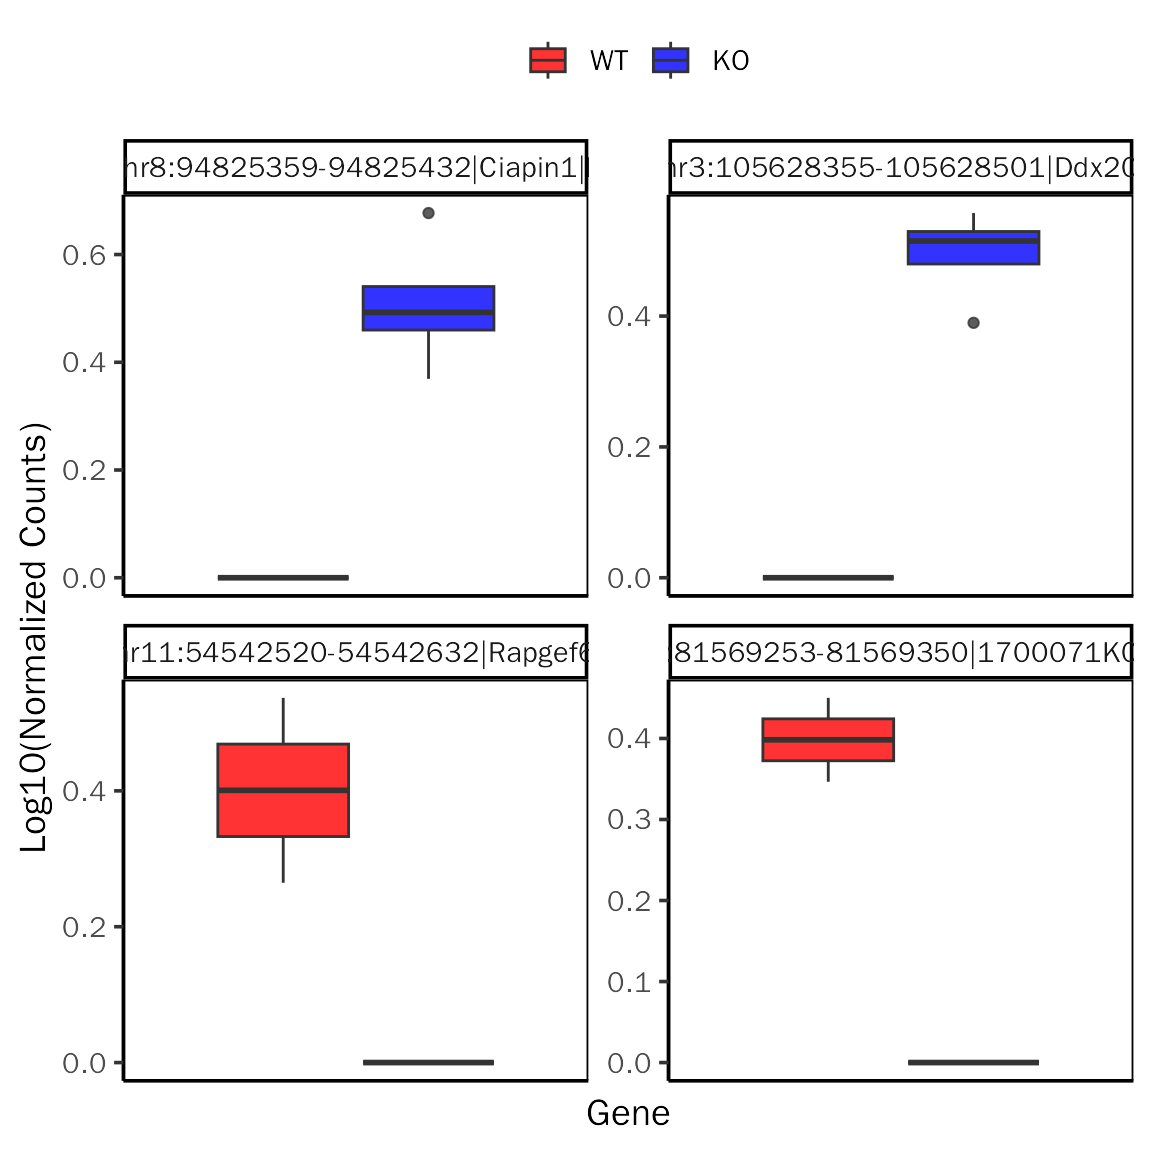 WT KO
hr8:94825359-94825432|Ciapin1|
hr3:105628355-105628501|Ddx20
0.6
0.4
0.2
0.0
0.4
0.2
0.0
hr11:54542520-54542632|Rapgef6
:81569253-81569350|1700071K0
0.4
0.2
0.0
0.4
0.3
0.2
0.1
0.0
Log10(Normalized Counts)
Gene